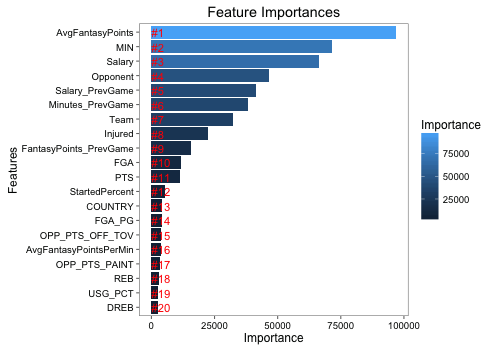 Feature Importances
Features
AvgFantasyPoints #1
MIN #2
Salary #3
Opponent #4
Salary_PrevGame #5
Minutes_PrevGame #6
Team #7
Injured #8
FantasyPoints_PrevGame #9
FGA #10
PTS #11
StartedPercent #12
COUNTRY #13
FGA_PG #14
OPP_PTS_OFF_TOV #15
AvgFantasyPointsPerMin #16
OPP_PTS_PAINT #17
REB #18
USG_PCT #19
DREB #20
0 25000 50000 75000 100000
Importance
Importance
75000
50000
25000